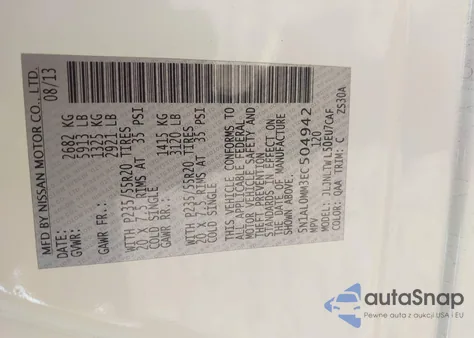 MFD BY NISSAN MOTOR CO., LTD.
DATE: 08/13
GVWR: 2682 KG
5913 LB
GAWR FR.: 1325 KG
2921 LB
WITH P235/55R20 TIRES
20 X 7.5 RIMS AT 35 PSI
COLD SINGLE
GAWR RR.: 1415 KG
3120 LB
WITH P235/55R20 TIRES
20 X 7.5 RIMS AT 35 PSI
COLD SINGLE
THIS VEHICLE CONFORMS TO
ALL APPLICABLE FEDERAL
MOTOR VEHICLE SAFETY AND
THEFT PREVENTION
STANDARDS IN EFFECT ON
THE DATE OF MANUFACTURE
SHOWN ABOVE.
5N1AL0MM3EC504942
MPV 120
MODEL:
COLOR: QAA TRIM: C ZS30A
autaSnap
Pewne auta z aukcji USA i EU